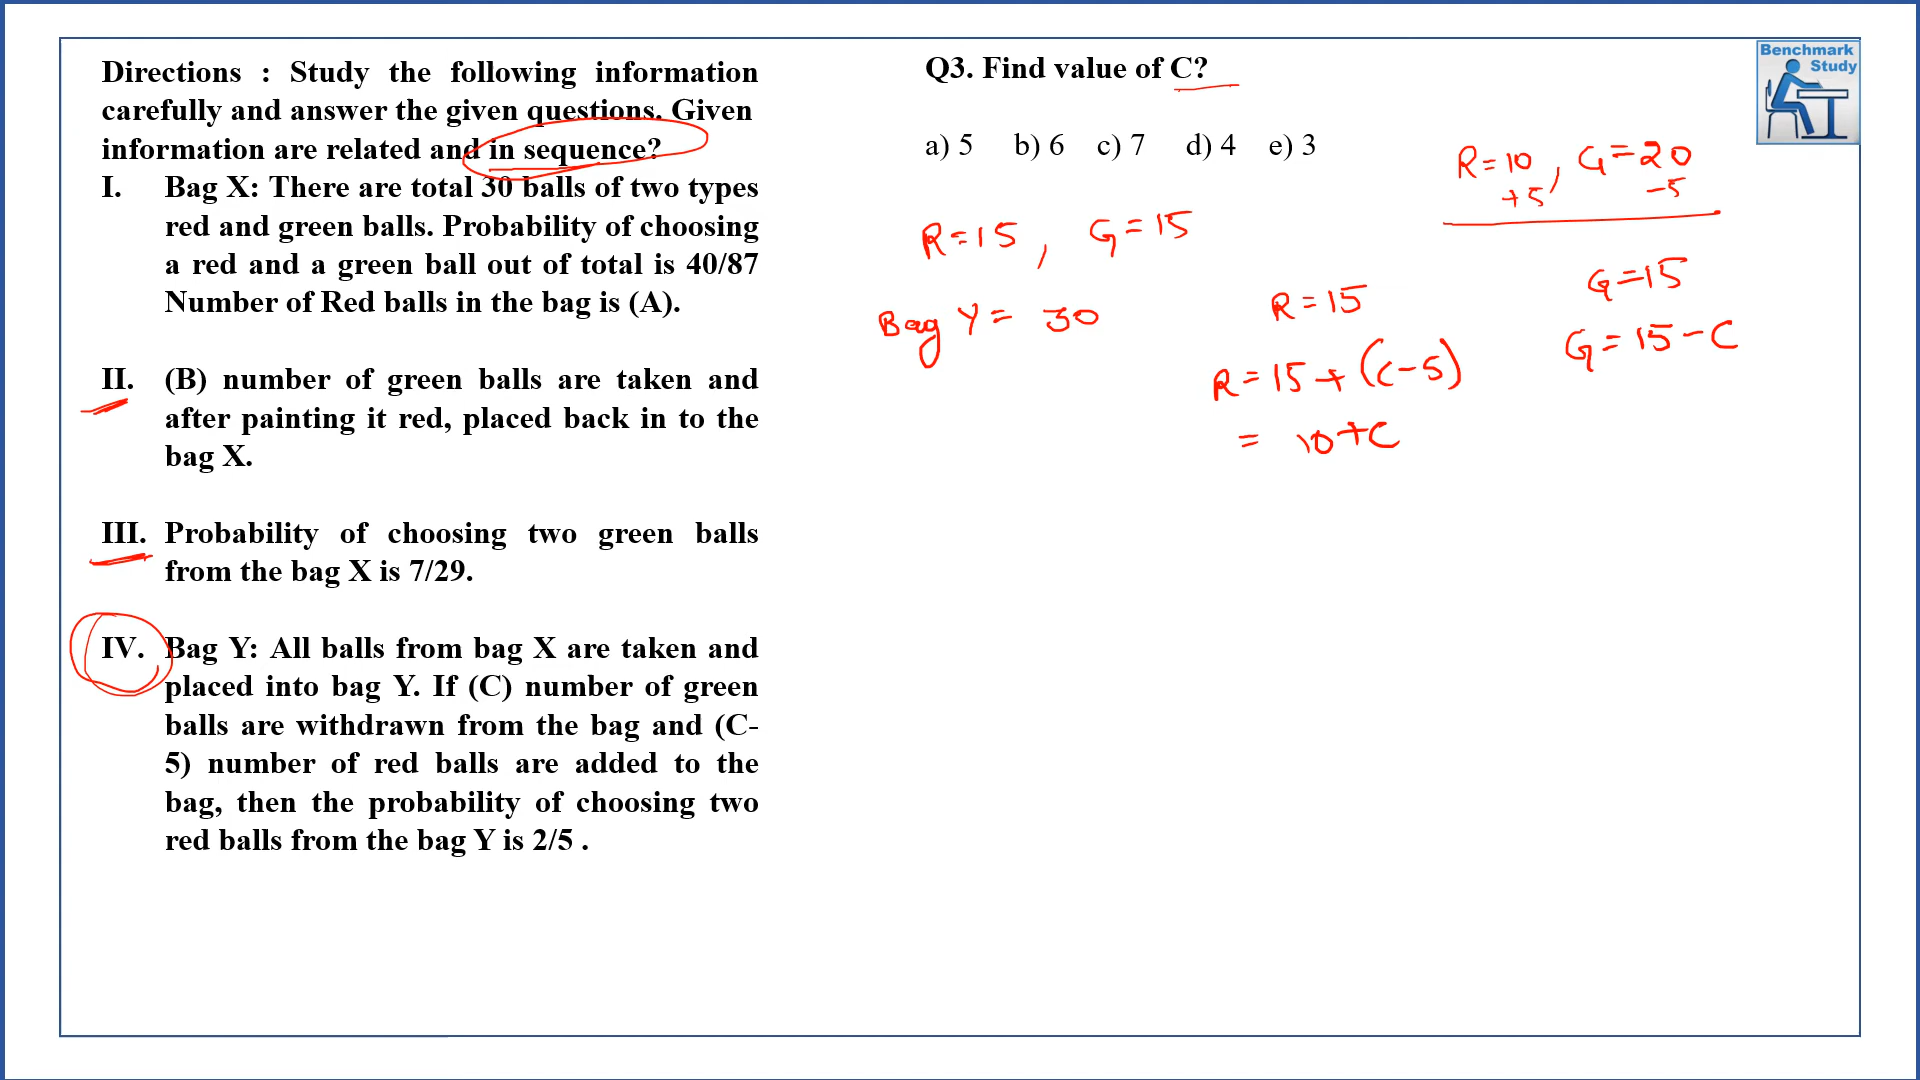 Directions : Study the following information
carefully and answer the given questions. Given
information are related and in sequence?
I. Bag X: There are total 30 balls of two types
red and green balls. Probability of choosing
a red and a green ball out of total is 40/87
Number of Red balls in the bag is (A).
II. (B) number of green balls are taken and
after painting it red, placed back in to the
bag X.
III. Probability of choosing two green balls
from the bag X is 7/29.
IV. Bag Y: All balls from bag X are taken and
placed into bag Y. If (C) number of green
balls are withdrawn from the bag and (C-
5) number of red balls are added to the
bag, then the probability of choosing two
red balls from the bag Y is 2/5 .
Q3. Find value of C?
a) 5 b) 6 c) 7 d) 4 e) 3
R=10 , G=20
+5 -5
R=15 , G=15
Bag Y= 30
R=15 G=15
R=15+(C-5) G=15-C
= 10+C
Benchmark
Study